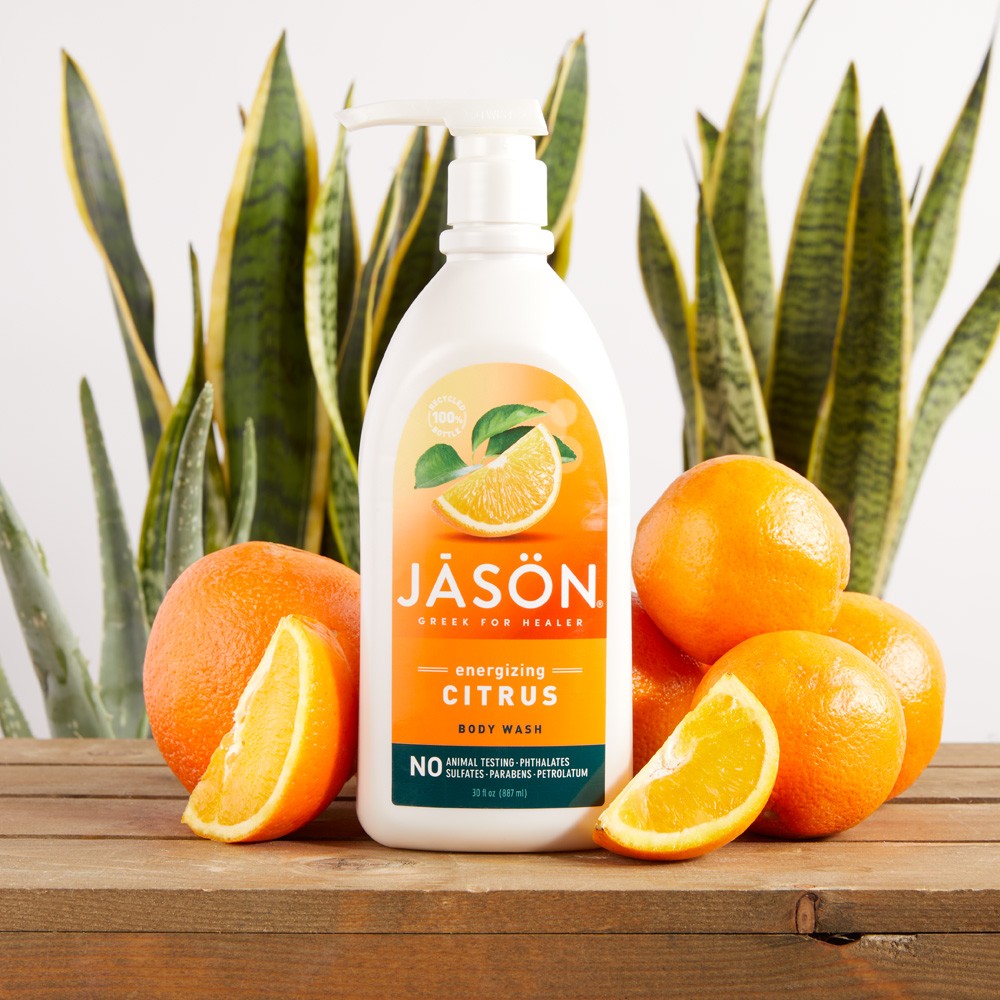 RECYCLED
100%
BOTTLE
JĀSÖN®
GREEK FOR HEALER
energizing
CITRUS
BODY WASH
NO ANIMAL TESTING · PHTHALATES
SULFATES · PARABENS · PETROLATUM
30 fl oz (887 ml)